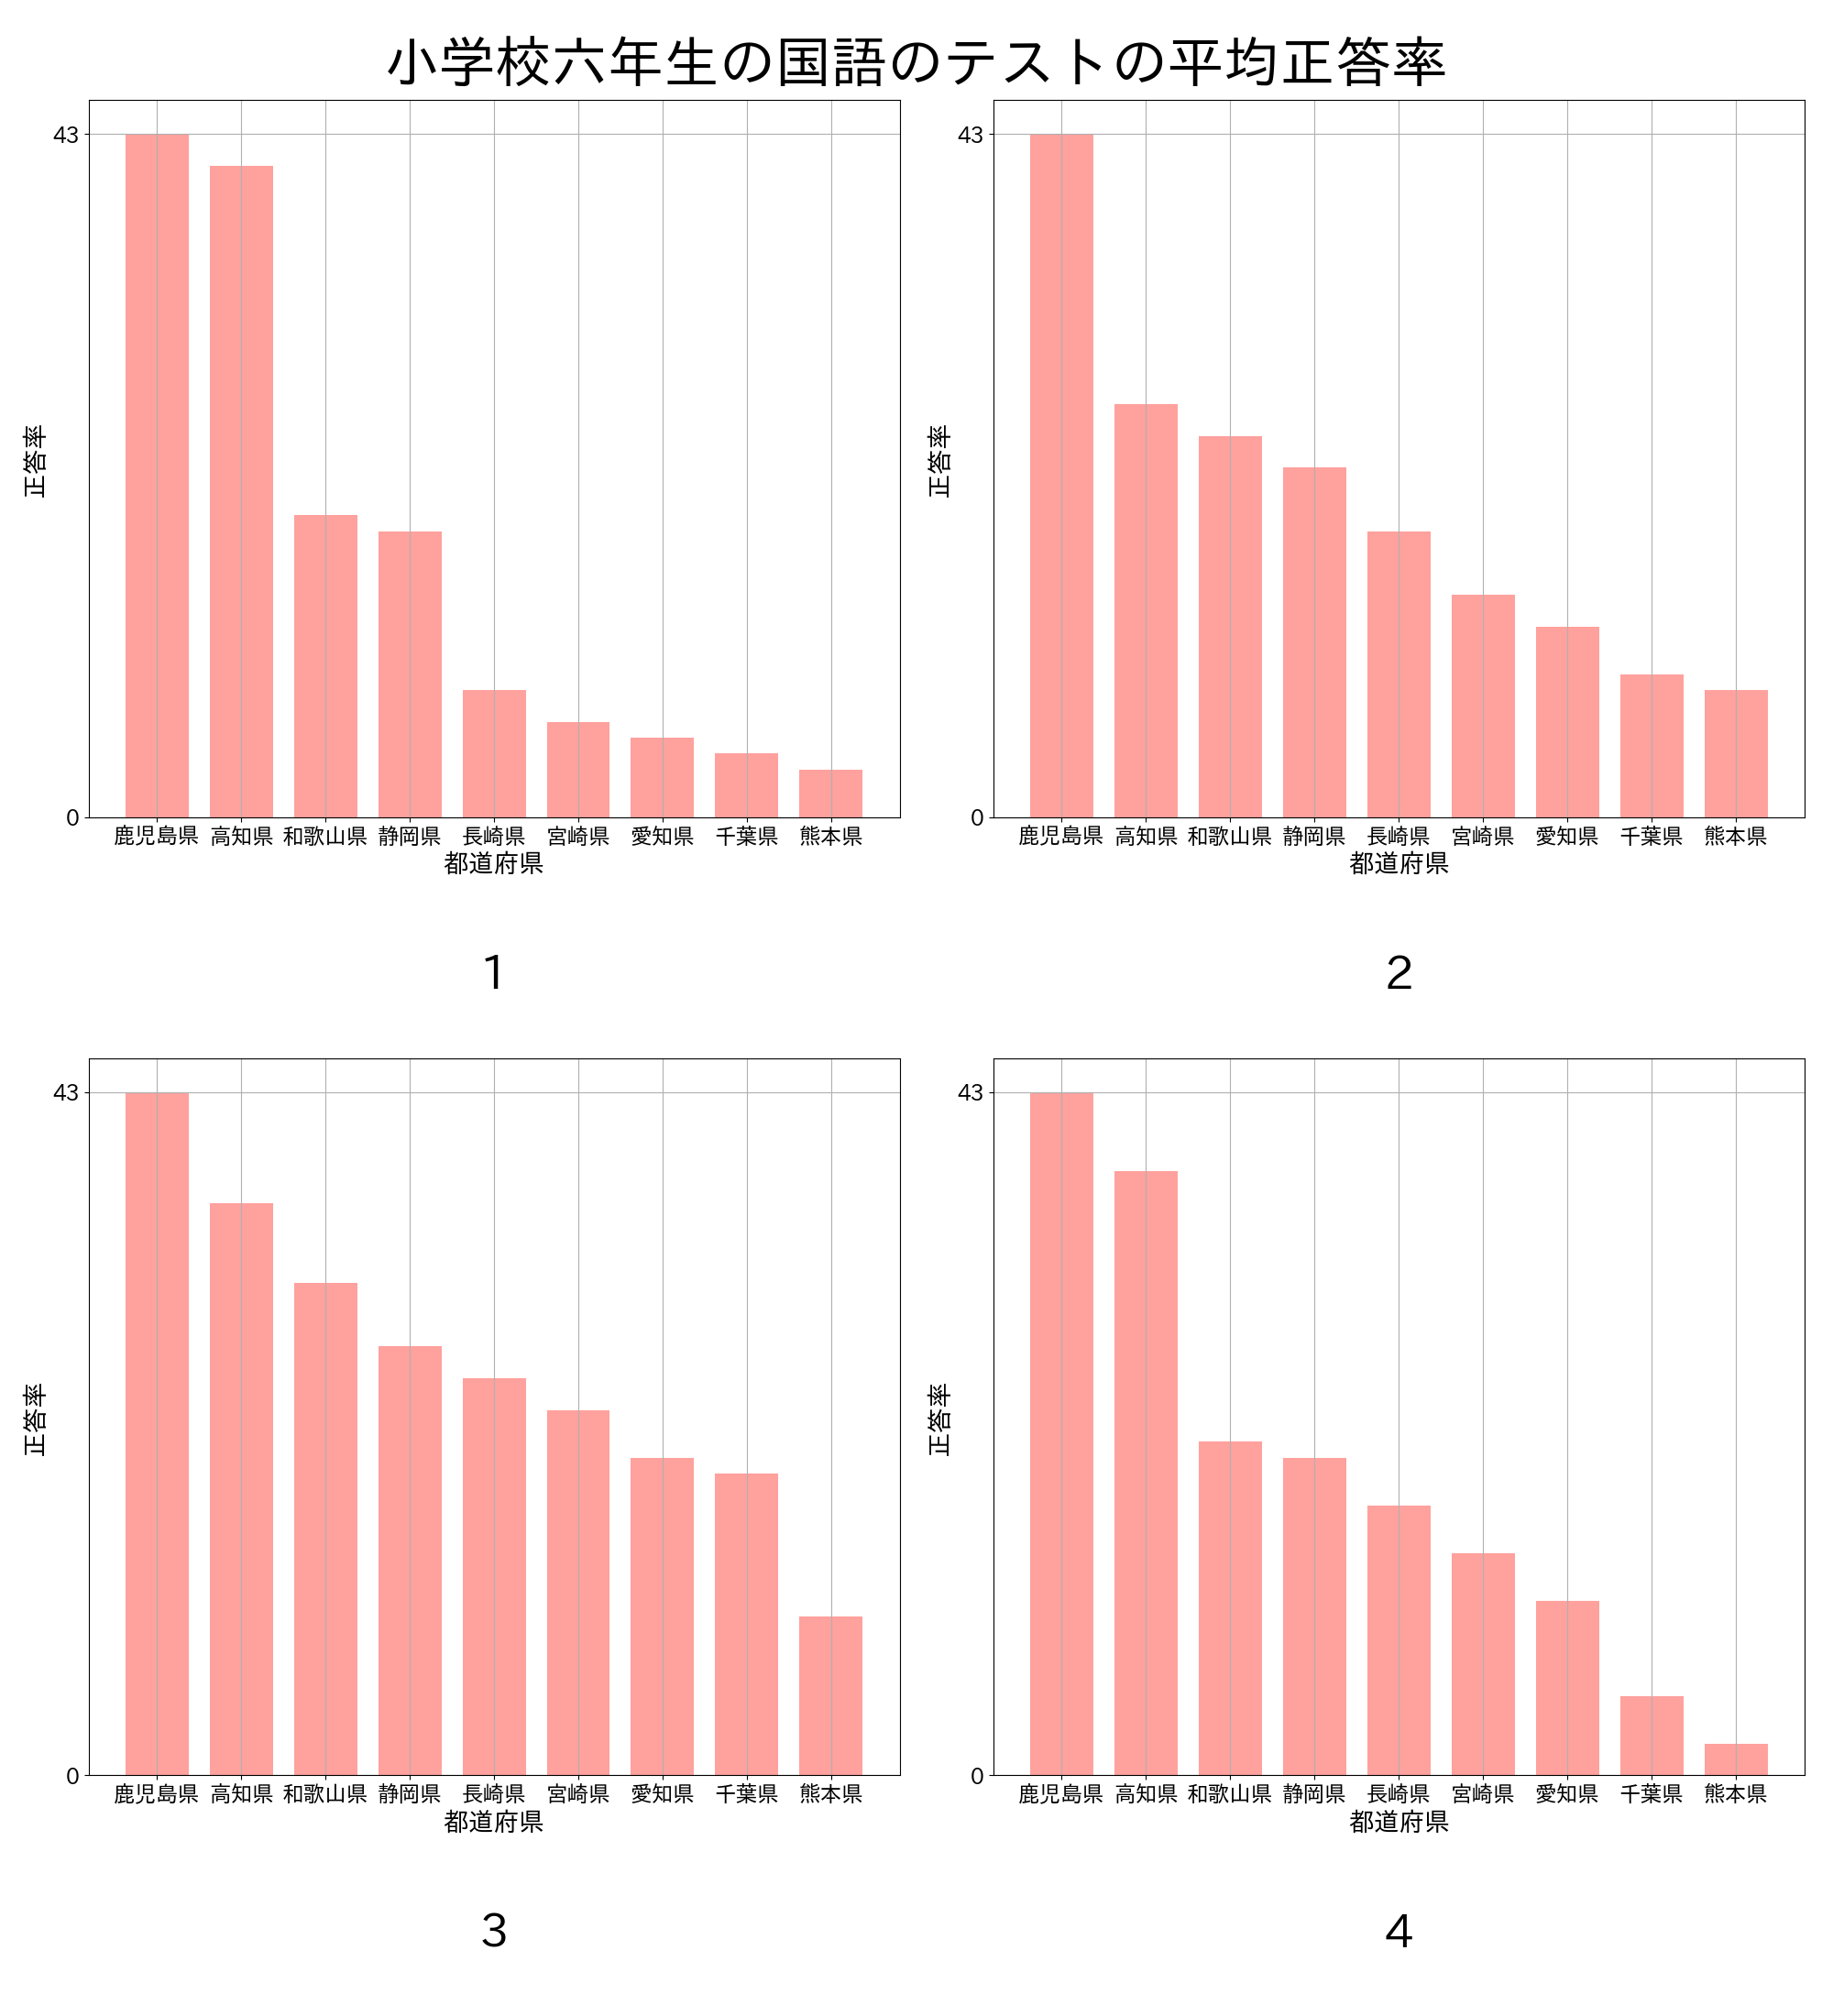 小学校六年生の国語のテストの平均正答率
43
0
正答率
鹿児島県 高知県 和歌山県 静岡県 長崎県 宮崎県 愛知県 千葉県 熊本県
都道府県
1
43
0
正答率
鹿児島県 高知県 和歌山県 静岡県 長崎県 宮崎県 愛知県 千葉県 熊本県
都道府県
2
43
0
正答率
鹿児島県 高知県 和歌山県 静岡県 長崎県 宮崎県 愛知県 千葉県 熊本県
都道府県
3
43
0
正答率
鹿児島県 高知県 和歌山県 静岡県 長崎県 宮崎県 愛知県 千葉県 熊本県
都道府県
4